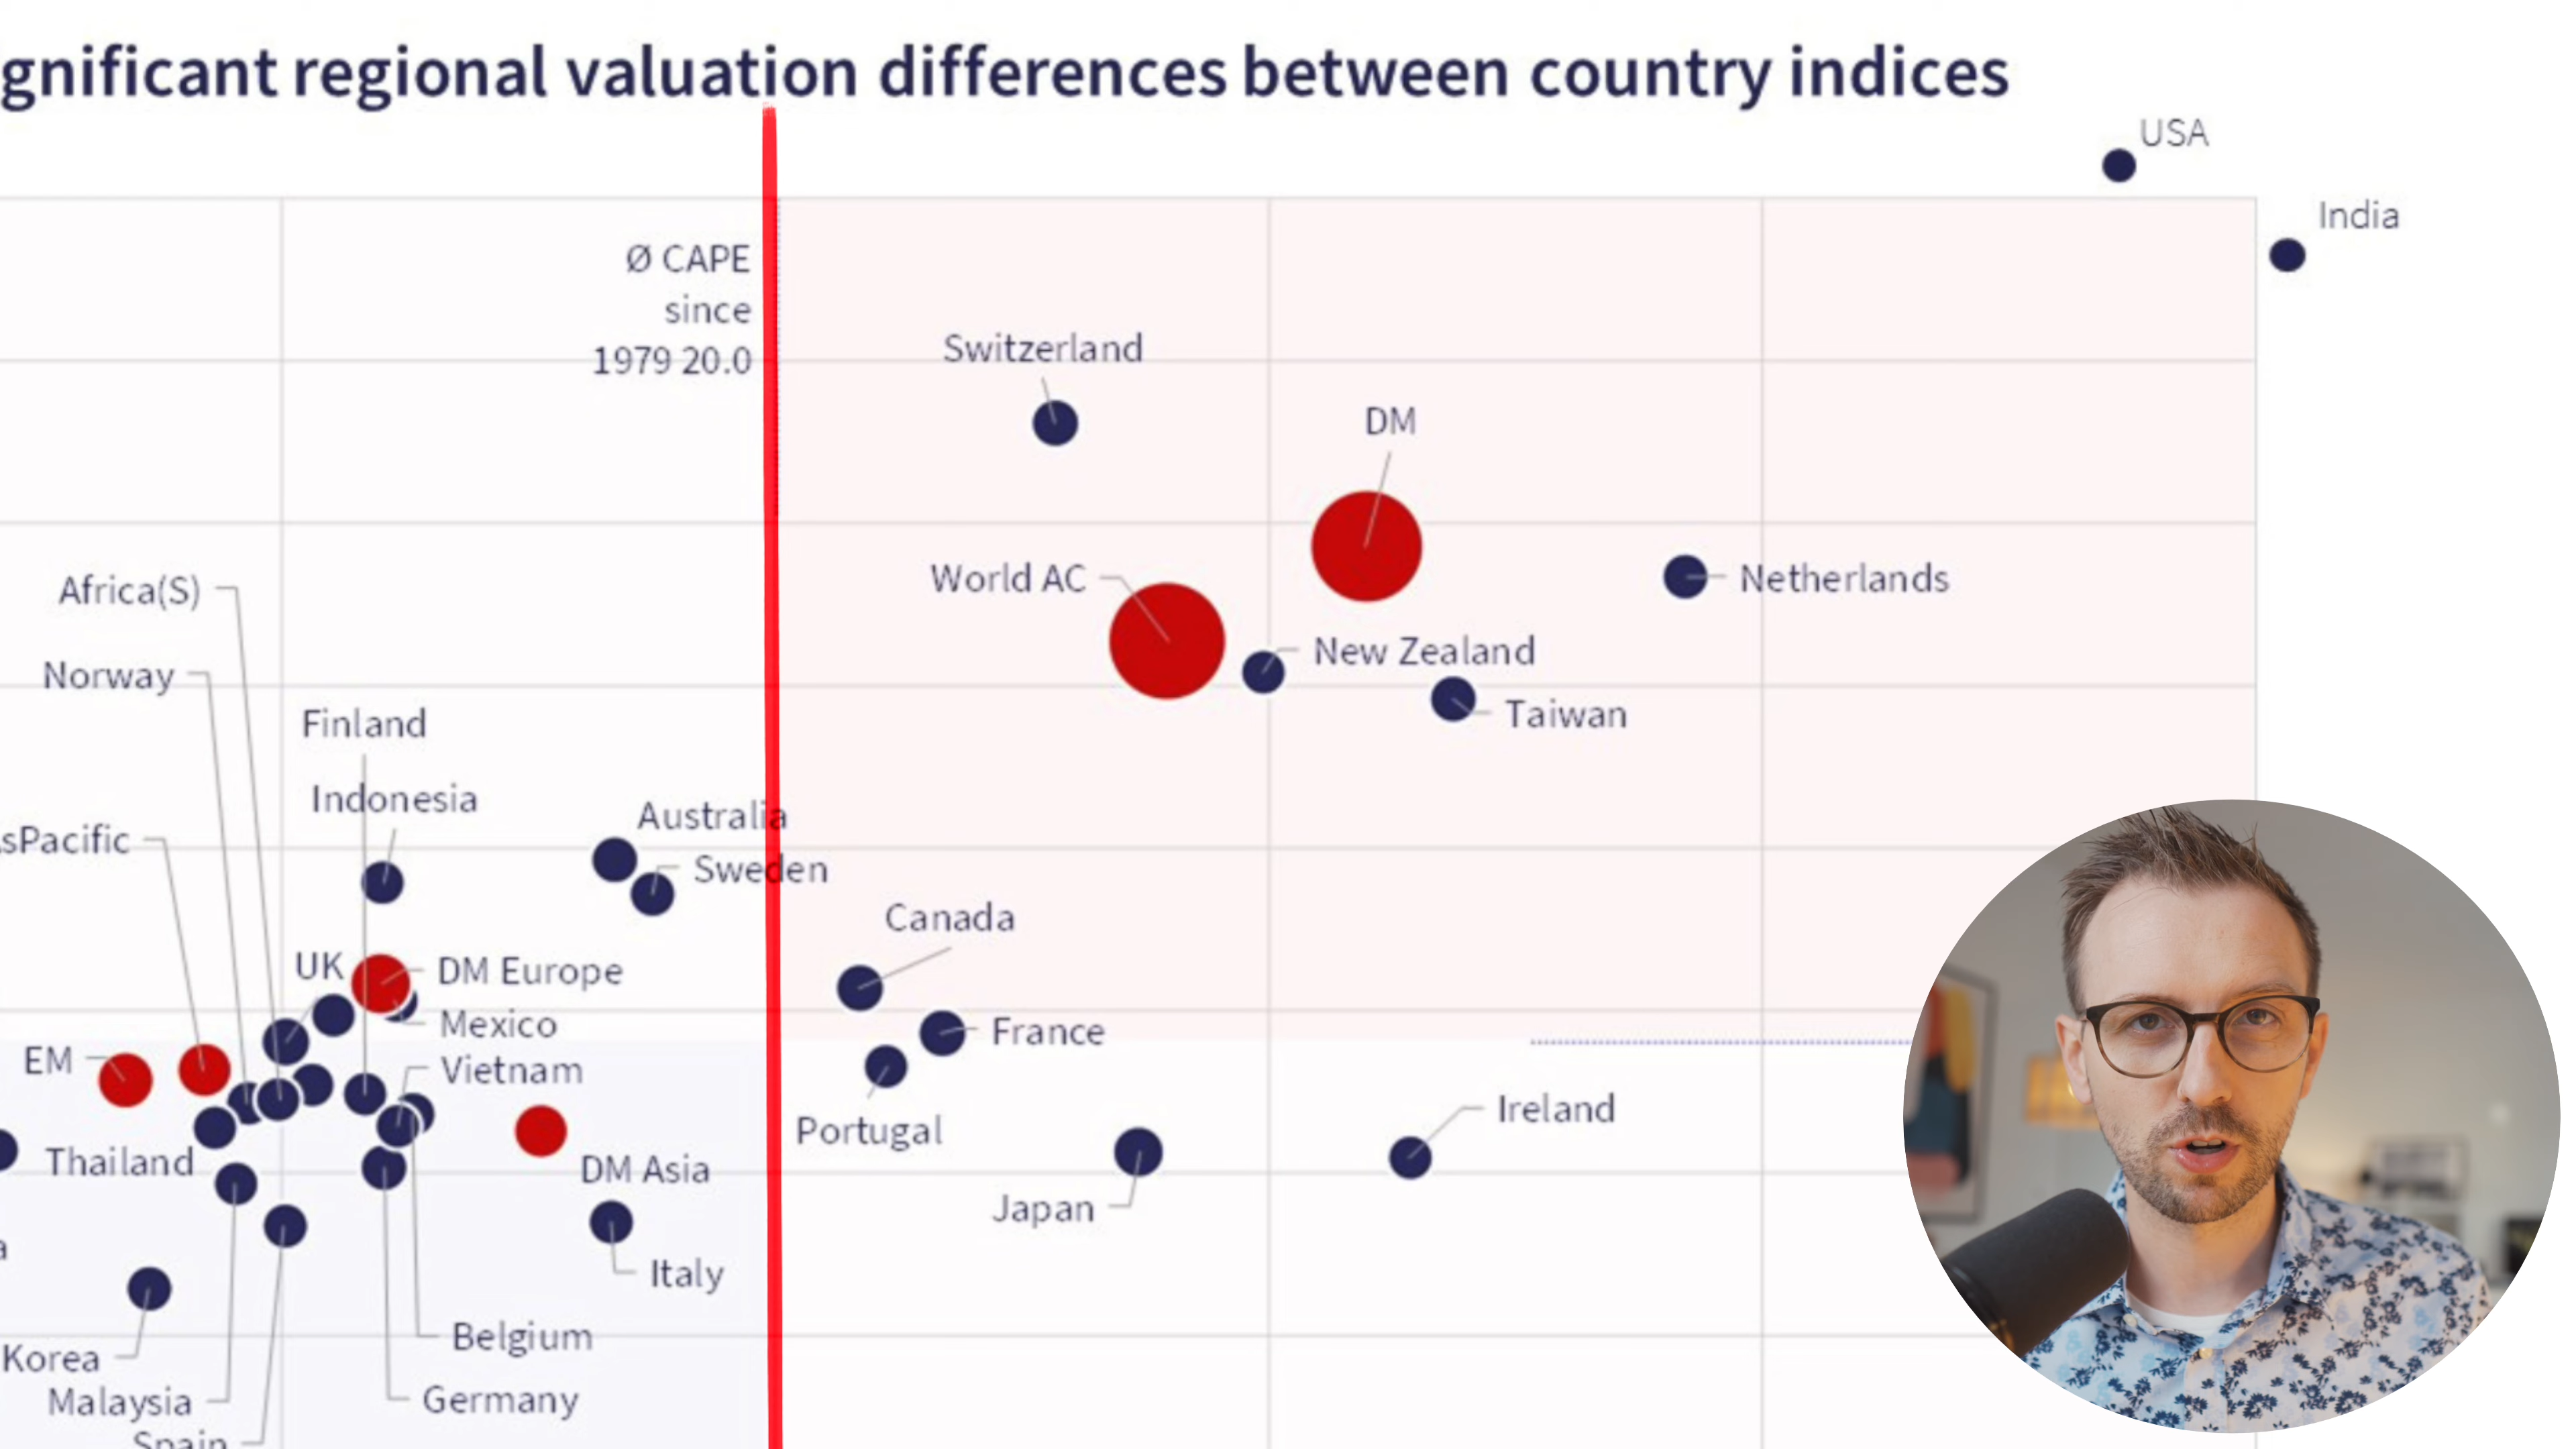 gnificant regional valuation differences between country indices
USA
India
Ø CAPE
since
1979 20.0
Switzerland
DM
World AC
Netherlands
Africa(S)
New Zealand
Norway
Taiwan
Finland
Indonesia
Australia
sPacific
Sweden
Canada
UK
DM Europe
Mexico
France
EM
Vietnam
Portugal
Ireland
Thailand
DM Asia
Japan
Italy
Belgium
Korea
Malaysia
Germany
Spain